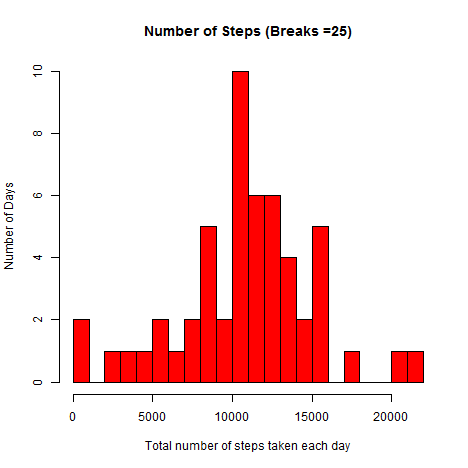 Number of Steps (Breaks =25)
10
8
6
4
2
0
Number of Days
0 5000 10000 15000 20000
Total number of steps taken each day